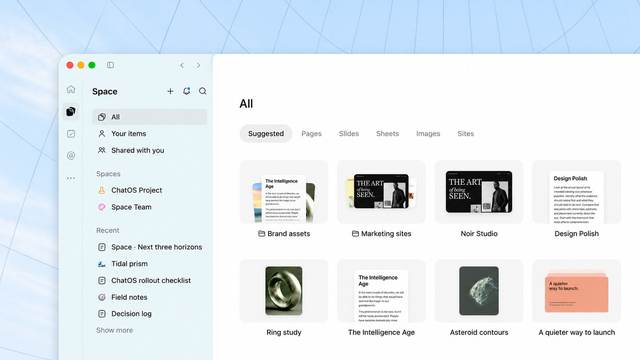 Space
All
Your items
Shared with you
Spaces
ChatOS Project
Space Team
Recent
Space · Next three horizons
Tidal prism
ChatOS rollout checklist
Field notes
Decision log
Show more
All
Suggested
Pages
Slides
Sheets
Images
Sites
The Intelligence
Age
Brand assets
THE ART
of being
SEEN.
Marketing sites
THE ART
of being
SEEN.
Noir Studio
Design Polish
Design Polish
Ring study
The Intelligence
Age
The Intelligence Age
Asteroid contours
A quieter
way to launch.
A quieter way to launch